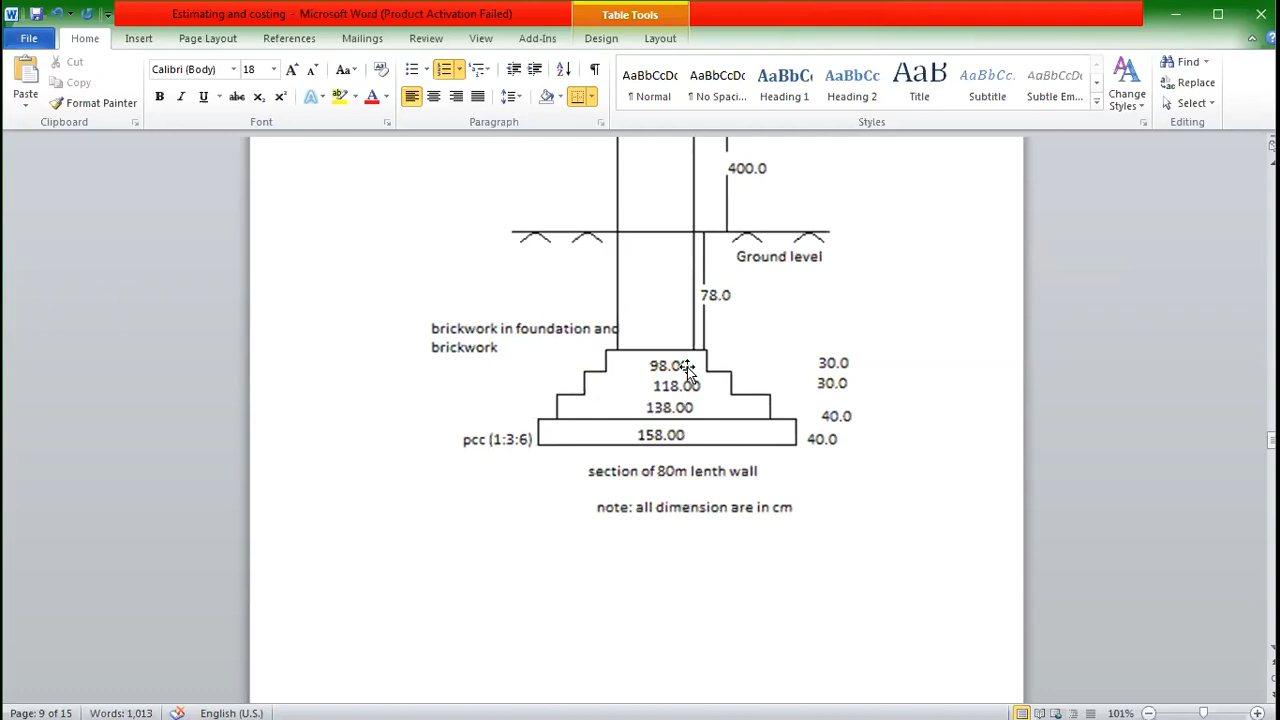 Estimating and costing - Microsoft Word (Product Activation Failed)
Table Tools
File Home Insert Page Layout References Mailings Review View Add-Ins Design Layout
Paste
Cut
Copy
Format Painter
Clipboard
Calibri (Body) 18
Font
Paragraph
AaBbCcDc AaBbCcDc AaBbC AaBbCc AaB AaBbCc. AaBbCcDc
¶ Normal ¶ No Spaci... Heading 1 Heading 2 Title Subtitle Subtle Em...
Styles
Change Styles
Find
Replace
Select
Editing
400.0
Ground level
78.0
brickwork in foundation and
brickwork
98.00 30.0
118.00 30.0
138.00 40.0
pcc (1:3:6) 158.00 40.0
section of 80m lenth wall
note: all dimension are in cm
Page: 9 of 15 Words: 1,013 English (U.S.) 101%